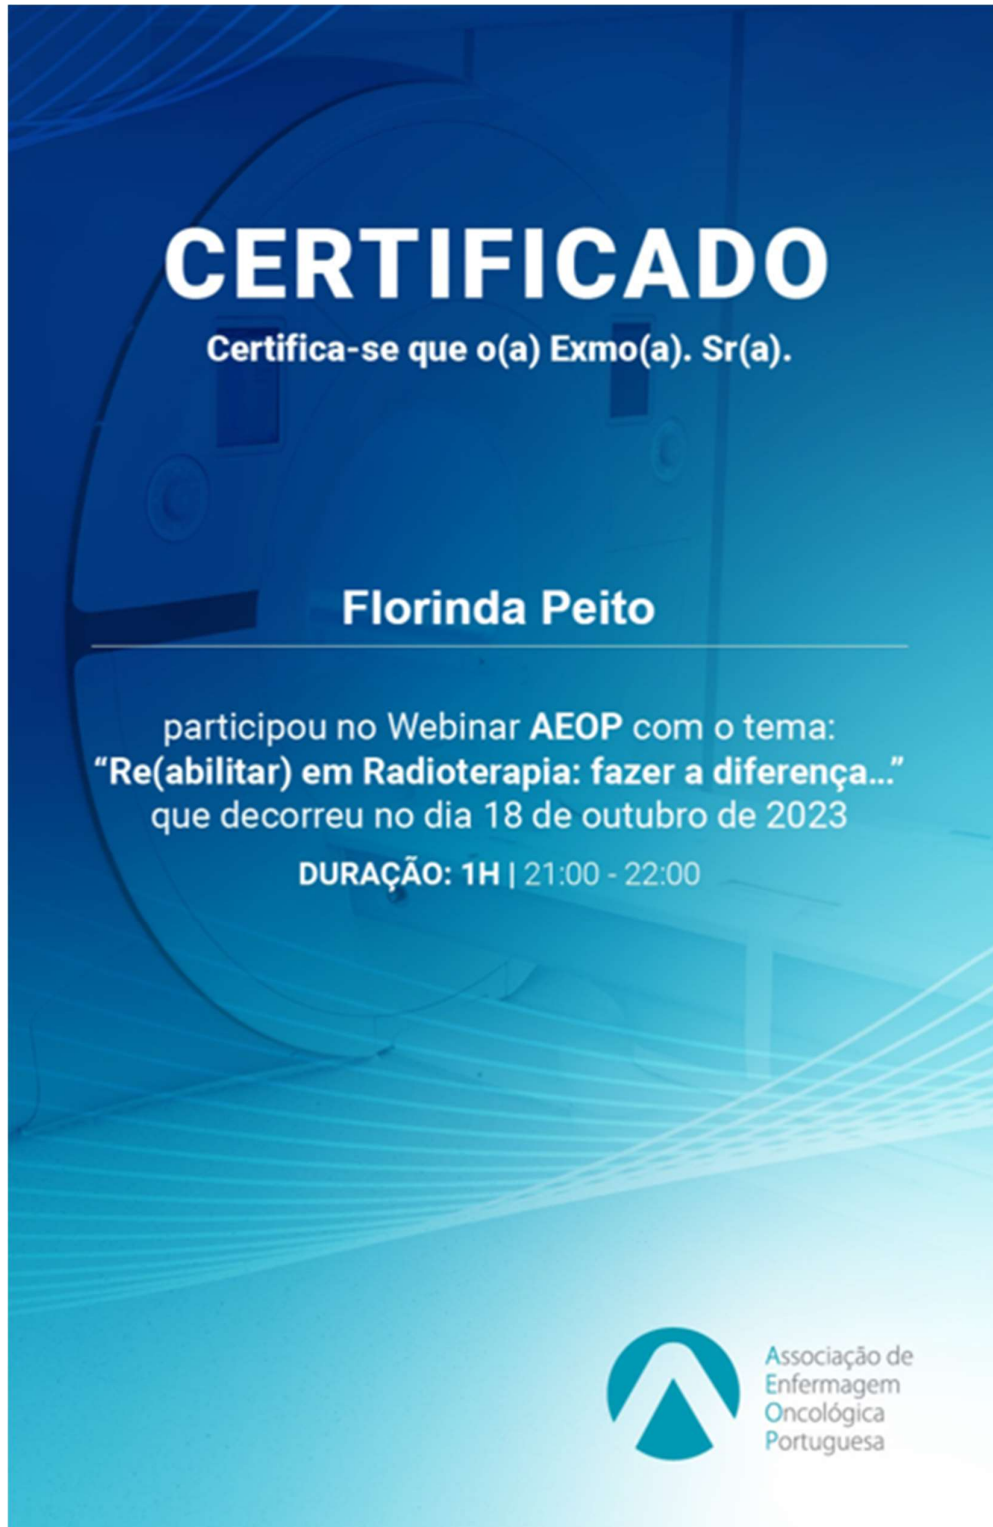 CERTIFICADO
Certifica-se que o(a) Exmo(a). Sr(a).
Florinda Peito
participou no Webinar AEOP com o tema:
“Re(abilitar) em Radioterapia: fazer a diferença...”
que decorreu no dia 18 de outubro de 2023
DURAÇÃO: 1H | 21:00 - 22:00
Associação de
Enfermagem
Oncológica
Portuguesa